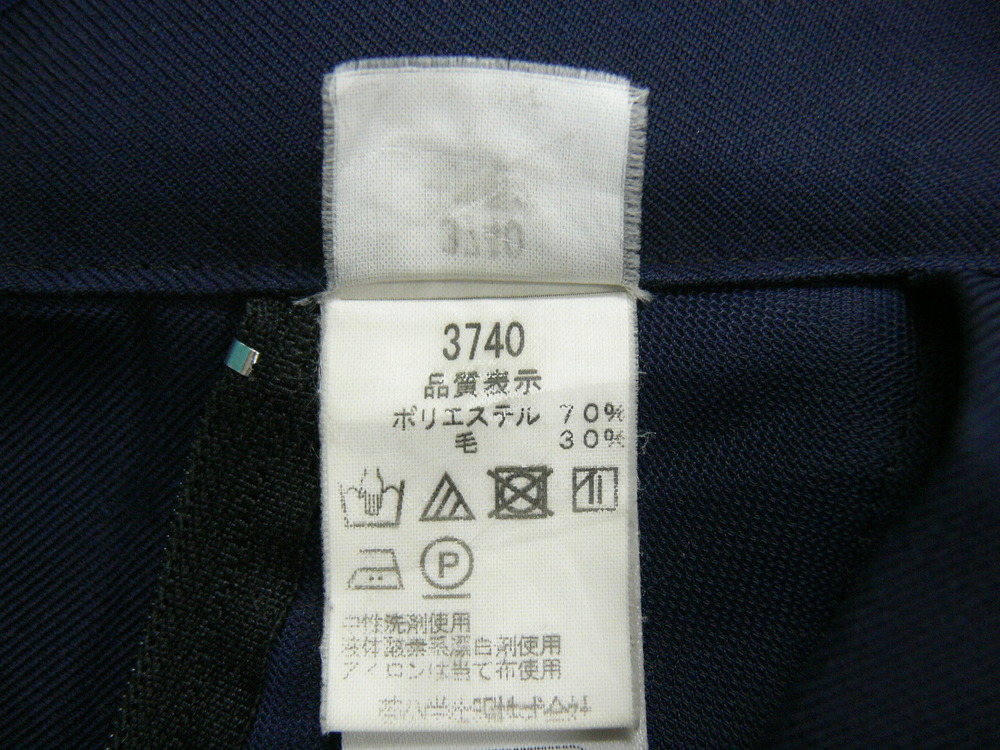 3740
品質表示
ポリエステル 70%
毛 30%
P
中性洗剤使用
液体酸素系漂白剤使用
アイロンは当て布使用